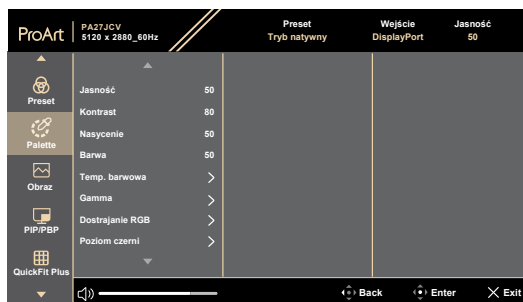 ProArt
PA27JCV
5120 x 2880_60Hz
Preset
Tryb natywny
Wejście
DisplayPort
Jasność
50
Preset
Palette
Obraz
PIP/PBP
QuickFit Plus
Jasność 50
Kontrast 80
Nasycenie 50
Barwa 50
Temp. barwowa
Gamma
Dostrajanie RGB
Poziom czerni
Back
Enter
Exit